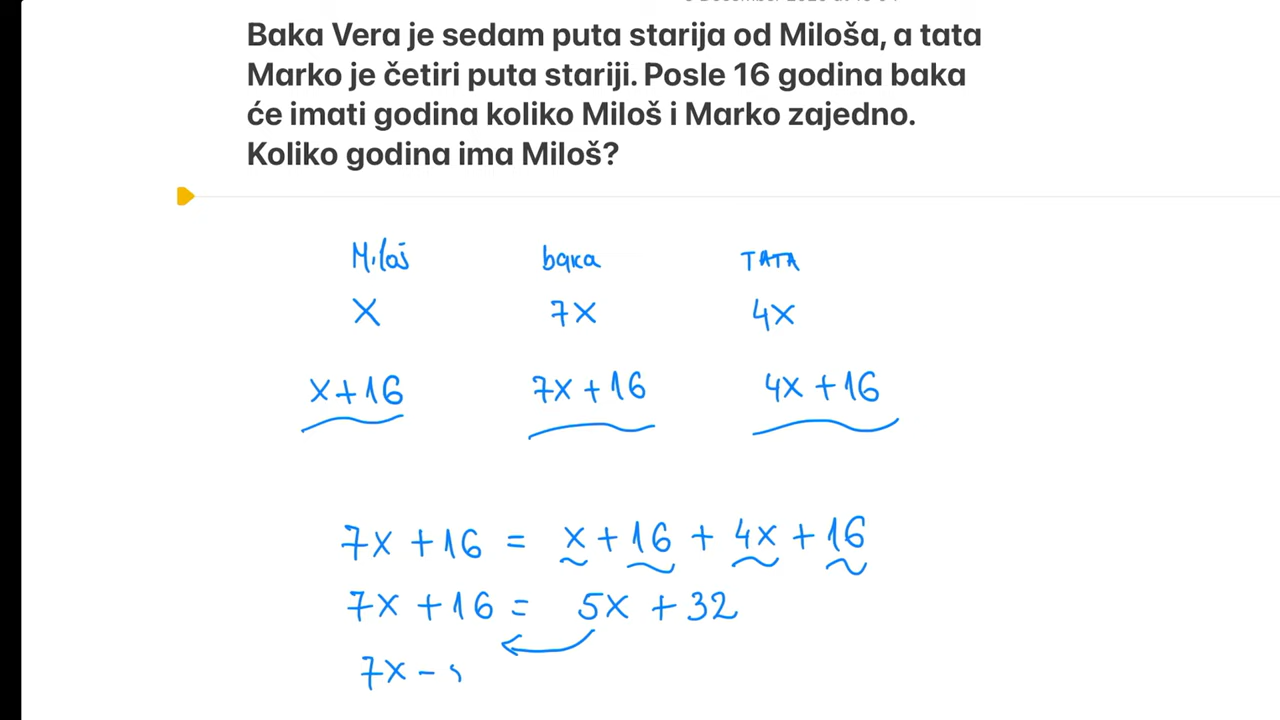 Baka Vera je sedam puta starija od Miloša, a tata
Marko je četiri puta stariji. Posle 16 godina baka
će imati godina koliko Miloš i Marko zajedno.
Koliko godina ima Miloš?
Miloš baka TATA
X 7X 4X
x+16 7x+16 4x+16
7x+16 = x+16+4x+16
7x+16 = 5x+32
7x-